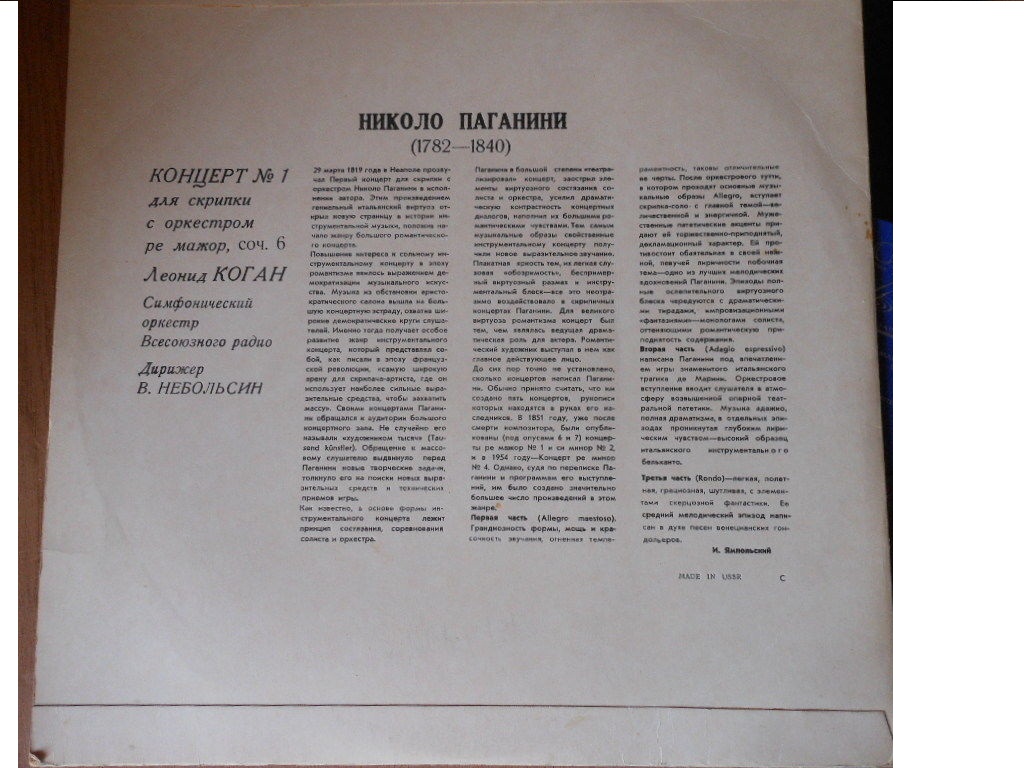 НИКОЛО ПАГАНИНИ
(1782—1840)
КОНЦЕРТ № 1
для скрипки
с оркестром
ре мажор, соч. 6
Леонид КОГАН
Симфонический
оркестр
Всесоюзного радио
Дирижер
В. НЕБОЛЬСИН
29 марта 1819 года в Неаполе прозву-
чал Первый концерт для скрипки с
оркестром Николо Паганини в испол-
нении автора. Этим произведением
гениальный итальянский виртуоз от-
крыл новую страницу в истории ин-
струментальной музыки, положив на-
чало жанру большого романтическо-
го концерта.
Повышение интереса к сольному ин-
струментальному концерту в эпоху
романтизма явилось выражением де-
мократизации музыкального искус-
ства. Музыка из обстановки аристо-
кратического салона вышла на боль-
шую концертную эстраду, охватив ши-
рокие демократические круги слуша-
телей. Именно тогда получает особое
развитие жанр инструментального
концерта, который представлял со-
бой, как писали в эпоху француз-
ской революции, «самую широкую
арену для скрипача-артиста, где он
использует наиболее сильные выра-
зительные средства, чтобы захватить
массу». Своими концертами Пагани-
ни обращался к аудитории большого
концертного зала. Не случайно его
называли «художником тысяч» (Tau-
send künstler). Обращение к массо-
вому слушателю выдвинуло перед
Паганини новые творческие задачи,
толкнуло его на поиски новых выра-
зительных средств и технических
приемов игры.
Как известно, в основе формы ин-
струментального концерта лежит
принцип состязания, соревнования
солиста и оркестра.
Паганини в большой степени «театра-
лизировал» концерт, заострил эле-
менты виртуозного состязания со-
листа и оркестра, усилил драмати-
ческую контрастность концертных
диалогов, наполнил их большими ро-
мантическими чувствами. Тем самым
музыкальные образы свойственные
инструментальному концерту полу-
чили новое выразительное звучание.
Плакатная яркость тем, их легкая слу-
ховая «обозримость», беспример-
ный виртуозный размах и инстру-
ментальный блеск—все это неотра-
зимо воздействовало в скрипичных
концертах Паганини. Для великого
виртуоза романтизма концерт был
тем, чем являлась ведущая драма-
тическая роль для актера. Романти-
ческий художник выступал в нем как
главное действующее лицо.
До сих пор точно не установлено,
сколько концертов написал Пагани-
ни. Обычно принято считать, что им
создано пять концертов, рукописи
которых находятся в руках его на-
следников. В 1851 году, уже после
смерти композитора, были опубли-
кованы (под опусами 6 и 7) концер-
ты ре мажор № 1 и си минор № 2,
и в 1954 году—Концерт ре минор
№ 4. Однако, судя по переписке Па-
ганини и программам его выступле-
ний, им было создано значительно
большее число произведений в этом
жанре.
Первая часть (Allegro maestoso).
Грандиозность формы, мощь и кра-
сочность звучания, огненная темпе-
раментность, таковы отличительные
ее черты. После оркестрового тутти,
в котором проходят основные музы-
кальные образы Allegro, вступает
скрипка-соло с главной темой—ве-
личественной и энергичной. Муже-
ственные патетические акценты при-
дают ей торжественно-приподнятый,
декламационный характер. Ей про-
тивостоит обаятельная в своей неж-
ной, певучей лиричности побочная
тема—одно из лучших мелодических
вдохновений Паганини. Эпизоды пол-
ные ослепительного виртуозного
блеска чередуются с драматически-
ми тирадами, импровизационными
«фантазиями»—монологами солиста,
оттеняющими романтическую при-
поднятость содержания.
Вторая часть (Adagio espressivo)
написана Паганини под впечатлени-
ем игры знаменитого итальянского
трагика де Марини. Оркестровое
вступление вводит слушателя в атмо-
сферу возвышенной оперной теат-
ральной патетики. Музыка адажио,
полная драматизма, в отдельных эпи-
зодах проникнутая глубоким лири-
ческим чувством—высокий образец
итальянского инструментального
бельканто.
Третья часть (Rondo)—легкая, полет-
ная, грациозная, шутливая, с элемен-
тами скерцозной фантастики. Ее
средний мелодический эпизод напи-
сан в духе песен венецианских гон-
дольеров.
И. Ямпольский
MADE IN USSR C